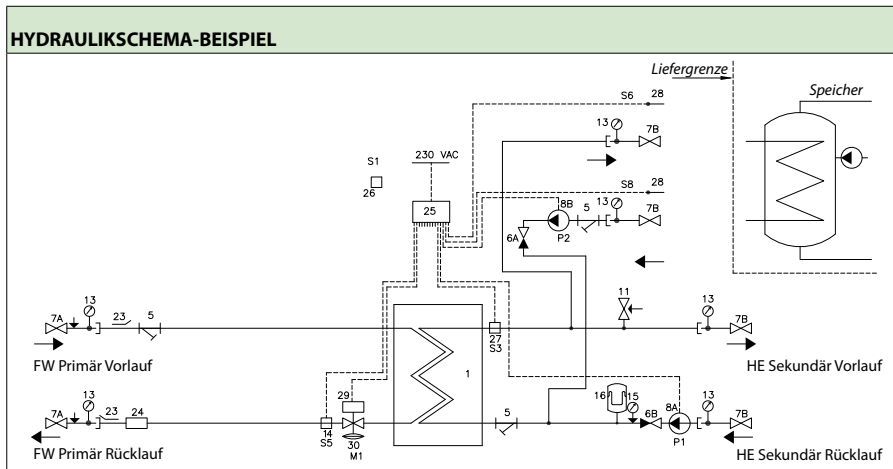 HYDRAULIKSCHEMA-BEISPIEL
Liefergrenze
Speicher
S6 28
13 7B
S1 230 VAC
26
25
S8 28
13 7B
8B 5
6A P2
11
7A 13 23 5
27
S3
13 7B
FW Primär Vorlauf
HE Sekundär Vorlauf
1
29
16 15
7A 13 23 24
14
S5
30
M1
5
6B 8A 13 7B
P1
FW Primär Rücklauf
HE Sekundär Rücklauf